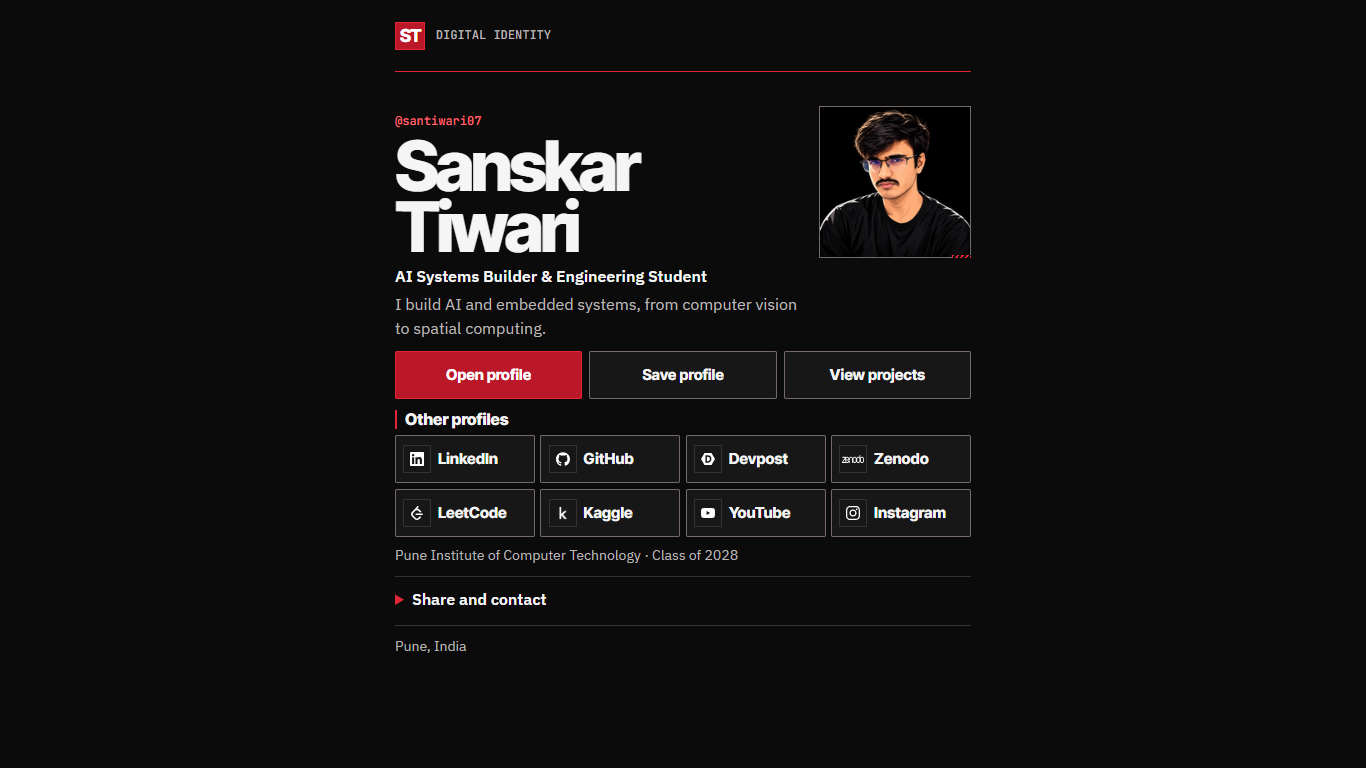 ST DIGITAL IDENTITY
@santiwari07
Sanskar
Tiwari
AI Systems Builder & Engineering Student
I build AI and embedded systems, from computer vision
to spatial computing.
Open profile Save profile View projects
Other profiles
LinkedIn GitHub Devpost zenodo Zenodo
LeetCode Kaggle YouTube Instagram
Pune Institute of Computer Technology · Class of 2028
Share and contact
Pune, India